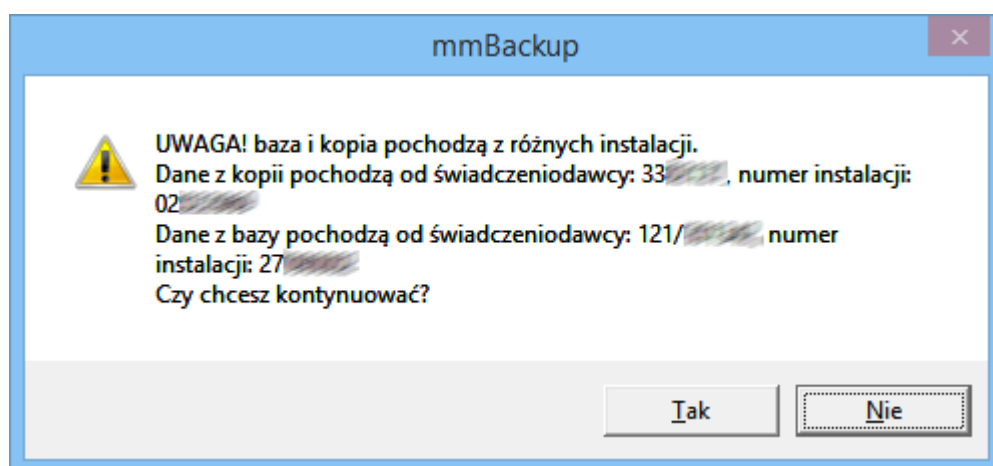 mmBackup
UWAGA! baza i kopia pochodzą z różnych instalacji.
Dane z kopii pochodzą od świadczeniodawcy: 33 , numer instalacji:
02
Dane z bazy pochodzą od świadczeniodawcy: 121/ , numer
instalacji: 27
Czy chcesz kontynuować?
Tak
Nie